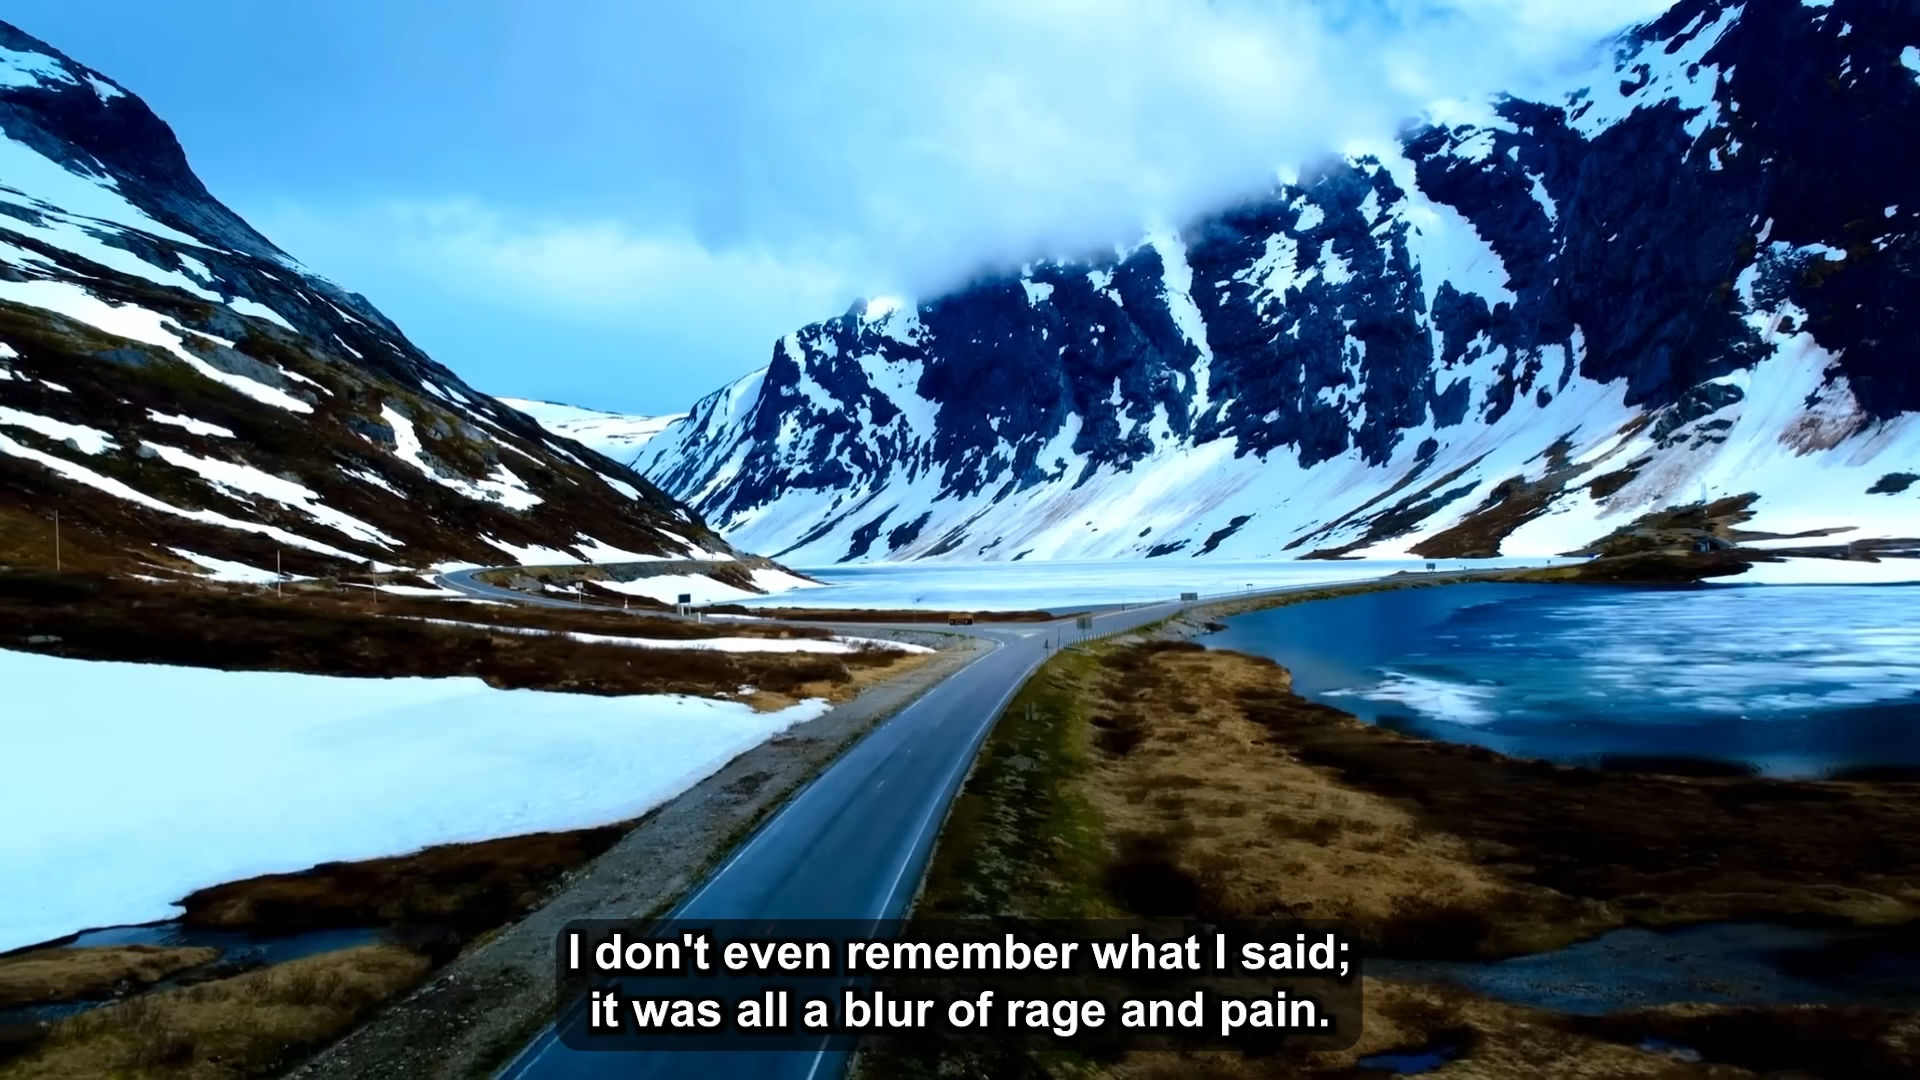 I don't even remember what I said;
it was all a blur of rage and pain.